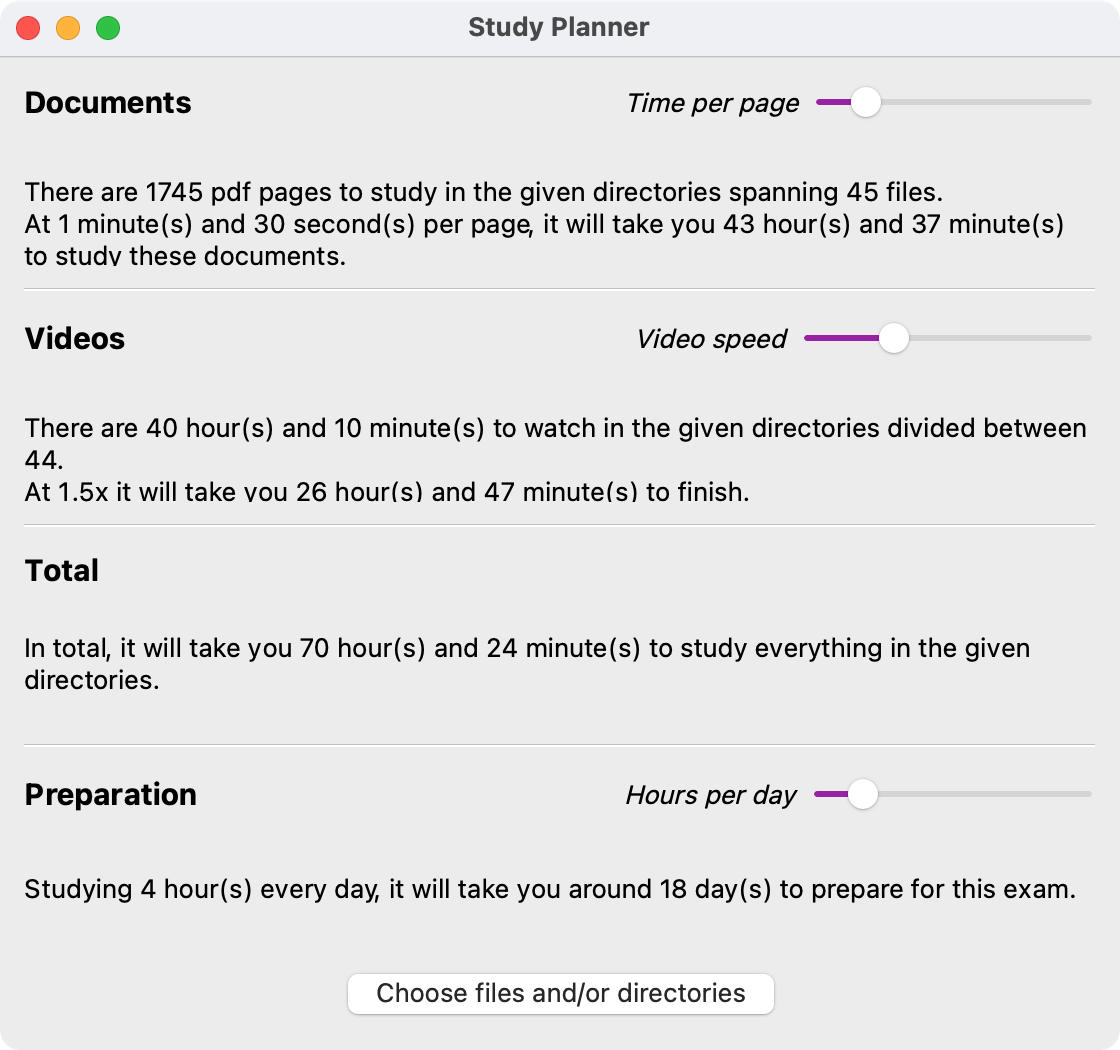 Study Planner
Documents
Time per page
There are 1745 pdf pages to study in the given directories spanning 45 files.
At 1 minute(s) and 30 second(s) per page, it will take you 43 hour(s) and 37 minute(s)
to study these documents.
Videos
Video speed
There are 40 hour(s) and 10 minute(s) to watch in the given directories divided between
44.
At 1.5x it will take you 26 hour(s) and 47 minute(s) to finish.
Total
In total, it will take you 70 hour(s) and 24 minute(s) to study everything in the given
directories.
Preparation
Hours per day
Studying 4 hour(s) every day, it will take you around 18 day(s) to prepare for this exam.
Choose files and/or directories